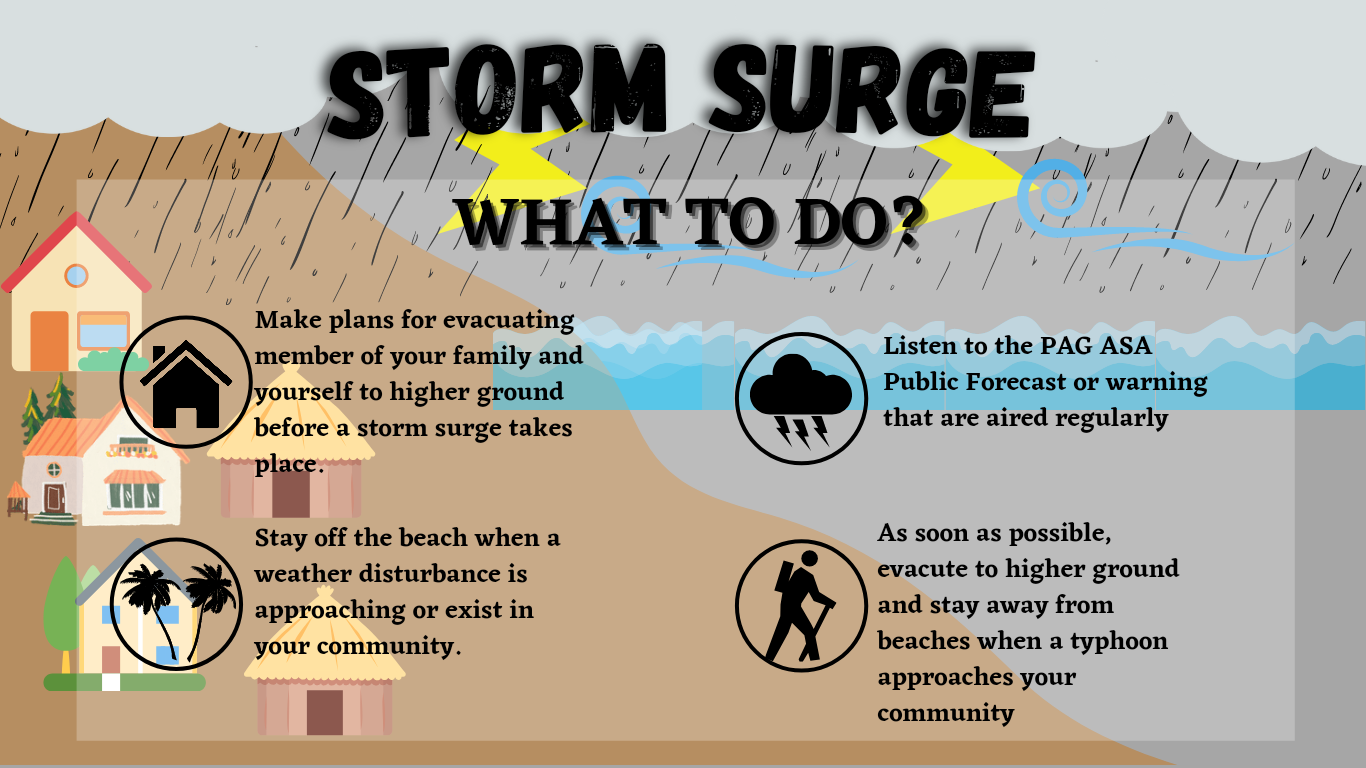 STORM SURGE
WHAT TO DO?
Make plans for evacuating
member of your family and
yourself to higher ground
before a storm surge takes
place.
Listen to the PAG ASA
Public Forecast or warning
that are aired regularly
Stay off the beach when a
weather disturbance is
approaching or exist in
your community.
As soon as possible,
evacute to higher ground
and stay away from
beaches when a typhoon
approaches your
community